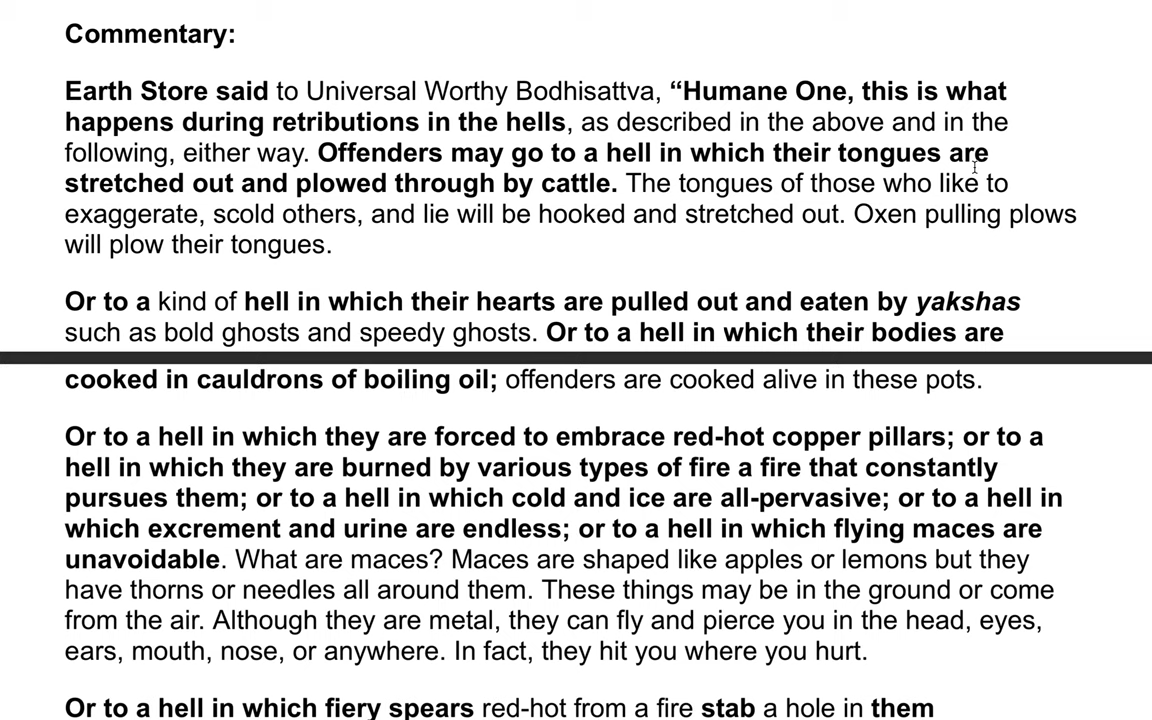 Commentary:
Earth Store said to Universal Worthy Bodhisattva, “Humane One, this is what
happens during retributions in the hells, as described in the above and in the
following, either way. Offenders may go to a hell in which their tongues are
stretched out and plowed through by cattle. The tongues of those who like to
exaggerate, scold others, and lie will be hooked and stretched out. Oxen pulling plows
will plow their tongues.
Or to a kind of hell in which their hearts are pulled out and eaten by yakshas
such as bold ghosts and speedy ghosts. Or to a hell in which their bodies are
cooked in cauldrons of boiling oil; offenders are cooked alive in these pots.
Or to a hell in which they are forced to embrace red-hot copper pillars; or to a
hell in which they are burned by various types of fire a fire that constantly
pursues them; or to a hell in which cold and ice are all-pervasive; or to a hell in
which excrement and urine are endless; or to a hell in which flying maces are
unavoidable. What are maces? Maces are shaped like apples or lemons but they
have thorns or needles all around them. These things may be in the ground or come
from the air. Although they are metal, they can fly and pierce you in the head, eyes,
ears, mouth, nose, or anywhere. In fact, they hit you where you hurt.
Or to a hell in which fiery spears red-hot from a fire stab a hole in them